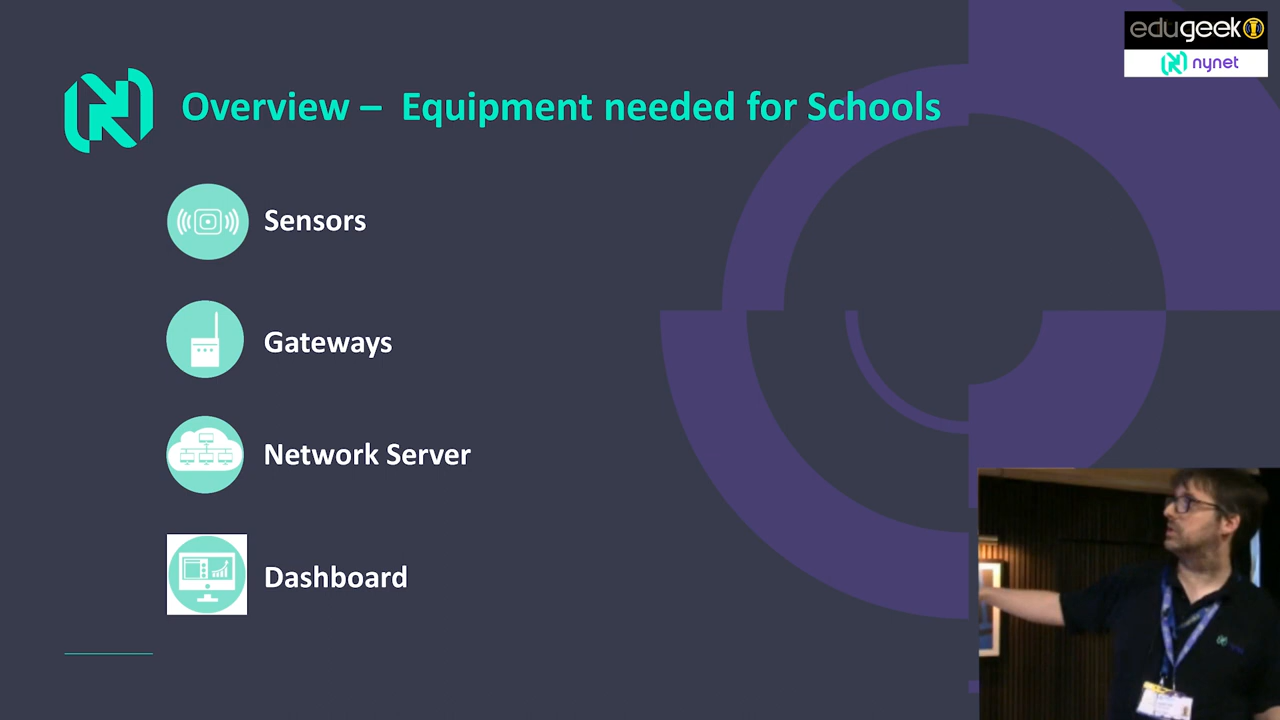 edugeek
nynet
Overview – Equipment needed for Schools
Sensors
Gateways
Network Server
Dashboard